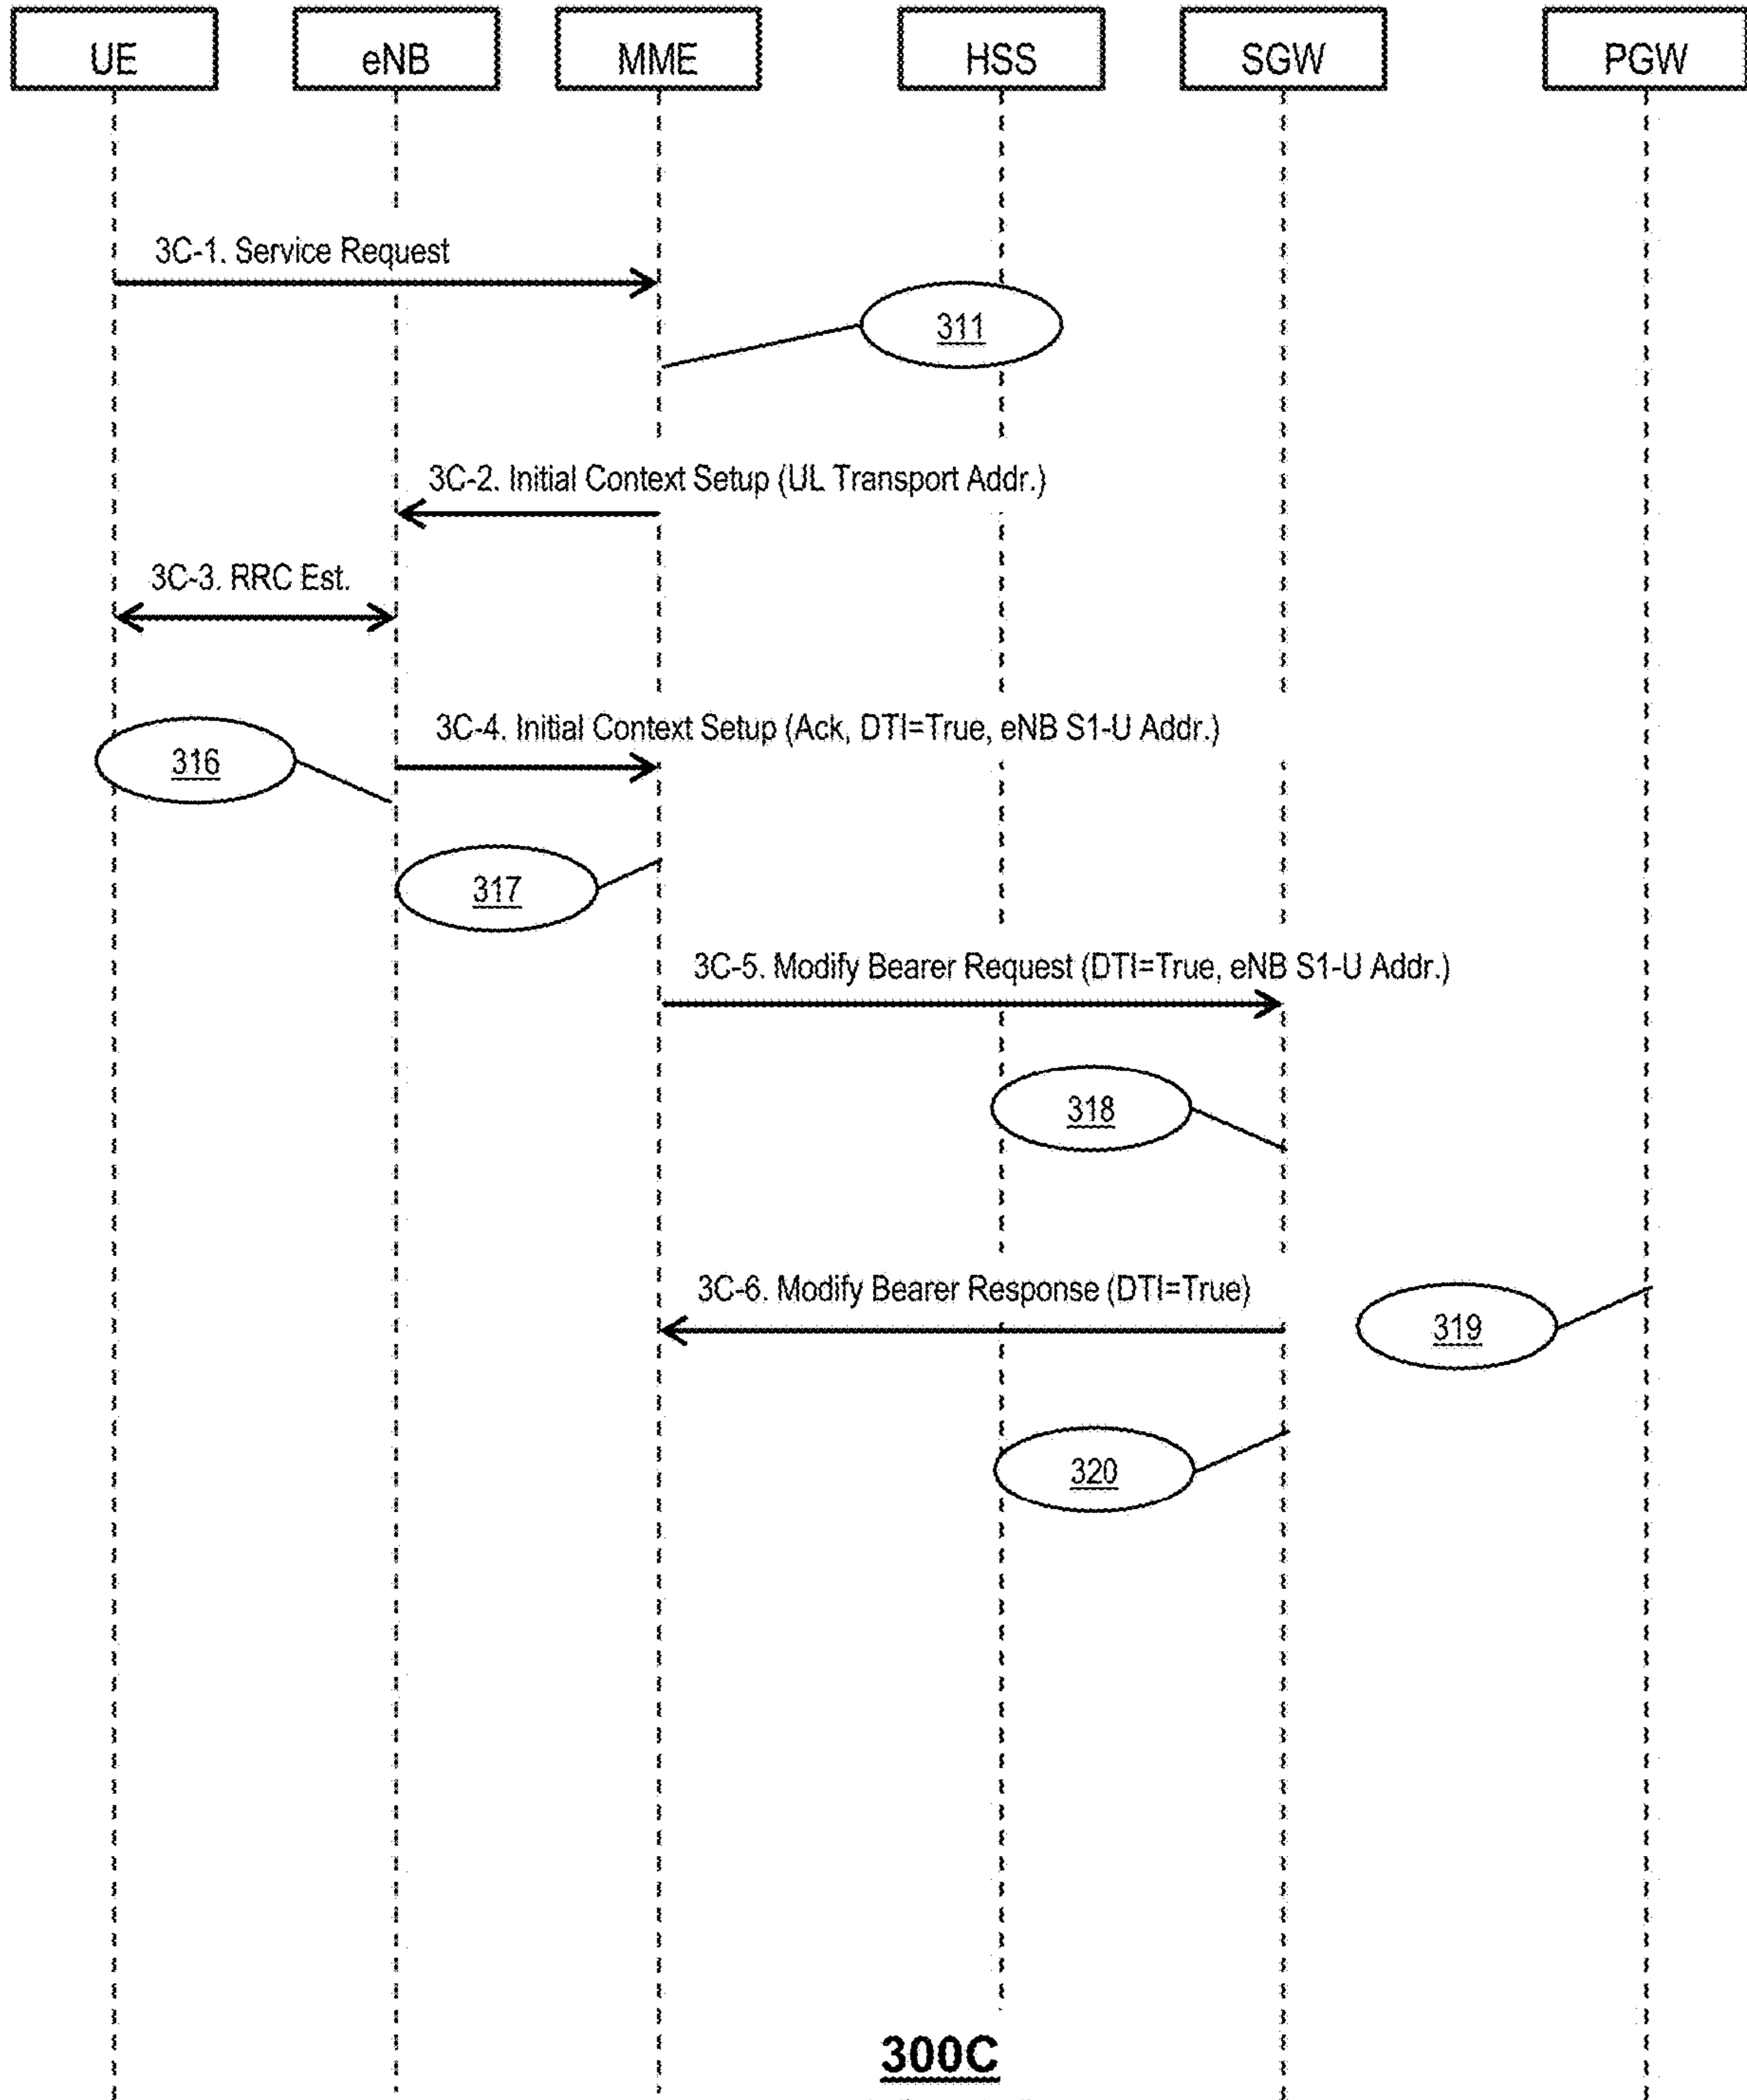 UE
eNB
MME
HSS
SGW
PGW
3C-1. Service Request
311
3C-2. Initial Context Setup (UL Transport Addr.)
3C-3. RRC Est.
3C-4. Initial Context Setup (Ack, DTI=True, eNB S1-U Addr.)
316
317
3C-5. Modify Bearer Request (DTI=True, eNB S1-U Addr.)
318
3C-6. Modify Bearer Response (DTI=True)
319
320
300C